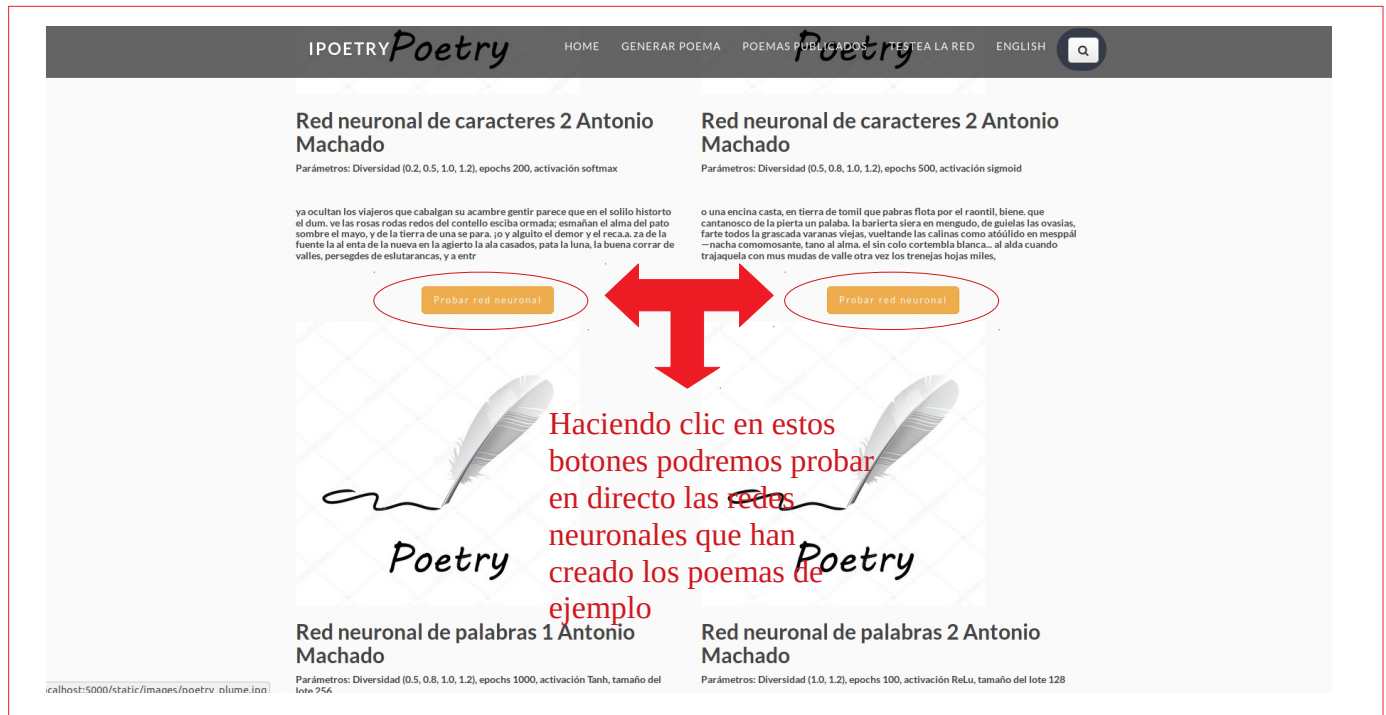 IPOETRY Poetry HOME GENERAR POEMA POEMAS PUBLICADOS TESTEA LA RED ENGLISH
Poetry
Red neuronal de caracteres 2 Antonio
Machado
Parámetros: Diversidad (0.2, 0.5, 1.0, 1.2), epochs 200, activación softmax
ya ocultan los viajeros que cabalgan su acambre gentir parece que en el solilo historto
el dum. ve las rosas rodas redos del contello esciba ormada; esmañan el alma del pato
sombre el mayo, y de la tierra de una se para. ¡o y alguito el demor y el reca.a. za de la
fuente la al enta de la nueva en la agierto la ala casados, pata la luna, la buena corrar de
valles, persegdes de eslutarancas, y a entr
Probar red neuronal
Red neuronal de caracteres 2 Antonio
Machado
Parámetros: Diversidad (0.5, 0.8, 1.0, 1.2), epochs 500, activación sigmoid
o una encina casta, en tierra de tomil que pabras flota por el raontil, biene. que
cantanosco de la pierta un palaba. la barierta siera en mengudo, de guielas las ovasias,
farte todos la grascada varanas viejas, vueltande las calinas como atóúlido en mesppál
—nacha comomosante, tano al alma. el sin colo cortembla blanca... al alda cuando
trajaquela con mus mudas de valle otra vez los trenejas hojas miles,
Probar red neuronal
Haciendo clic en estos
botones podremos probar
en directo las redes
neuronales que han
creado los poemas de
ejemplo
Poetry
Poetry
Red neuronal de palabras 1 Antonio
Machado
Parámetros: Diversidad (0.5, 0.8, 1.0, 1.2), epochs 1000, activación Tanh, tamaño del
lote 256
Red neuronal de palabras 2 Antonio
Machado
Parámetros: Diversidad (1.0, 1.2), epochs 100, activación ReLu, tamaño del lote 128
ocalhost:5000/static/images/poetry_plume.jpg